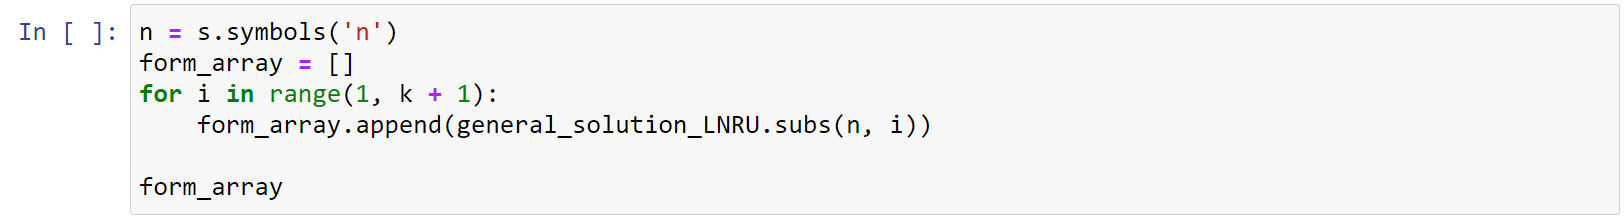 In [ ]: n = s.symbols('n')
form_array = []
for i in range(1, k + 1):
    form_array.append(general_solution_LNRU.subs(n, i))
form_array